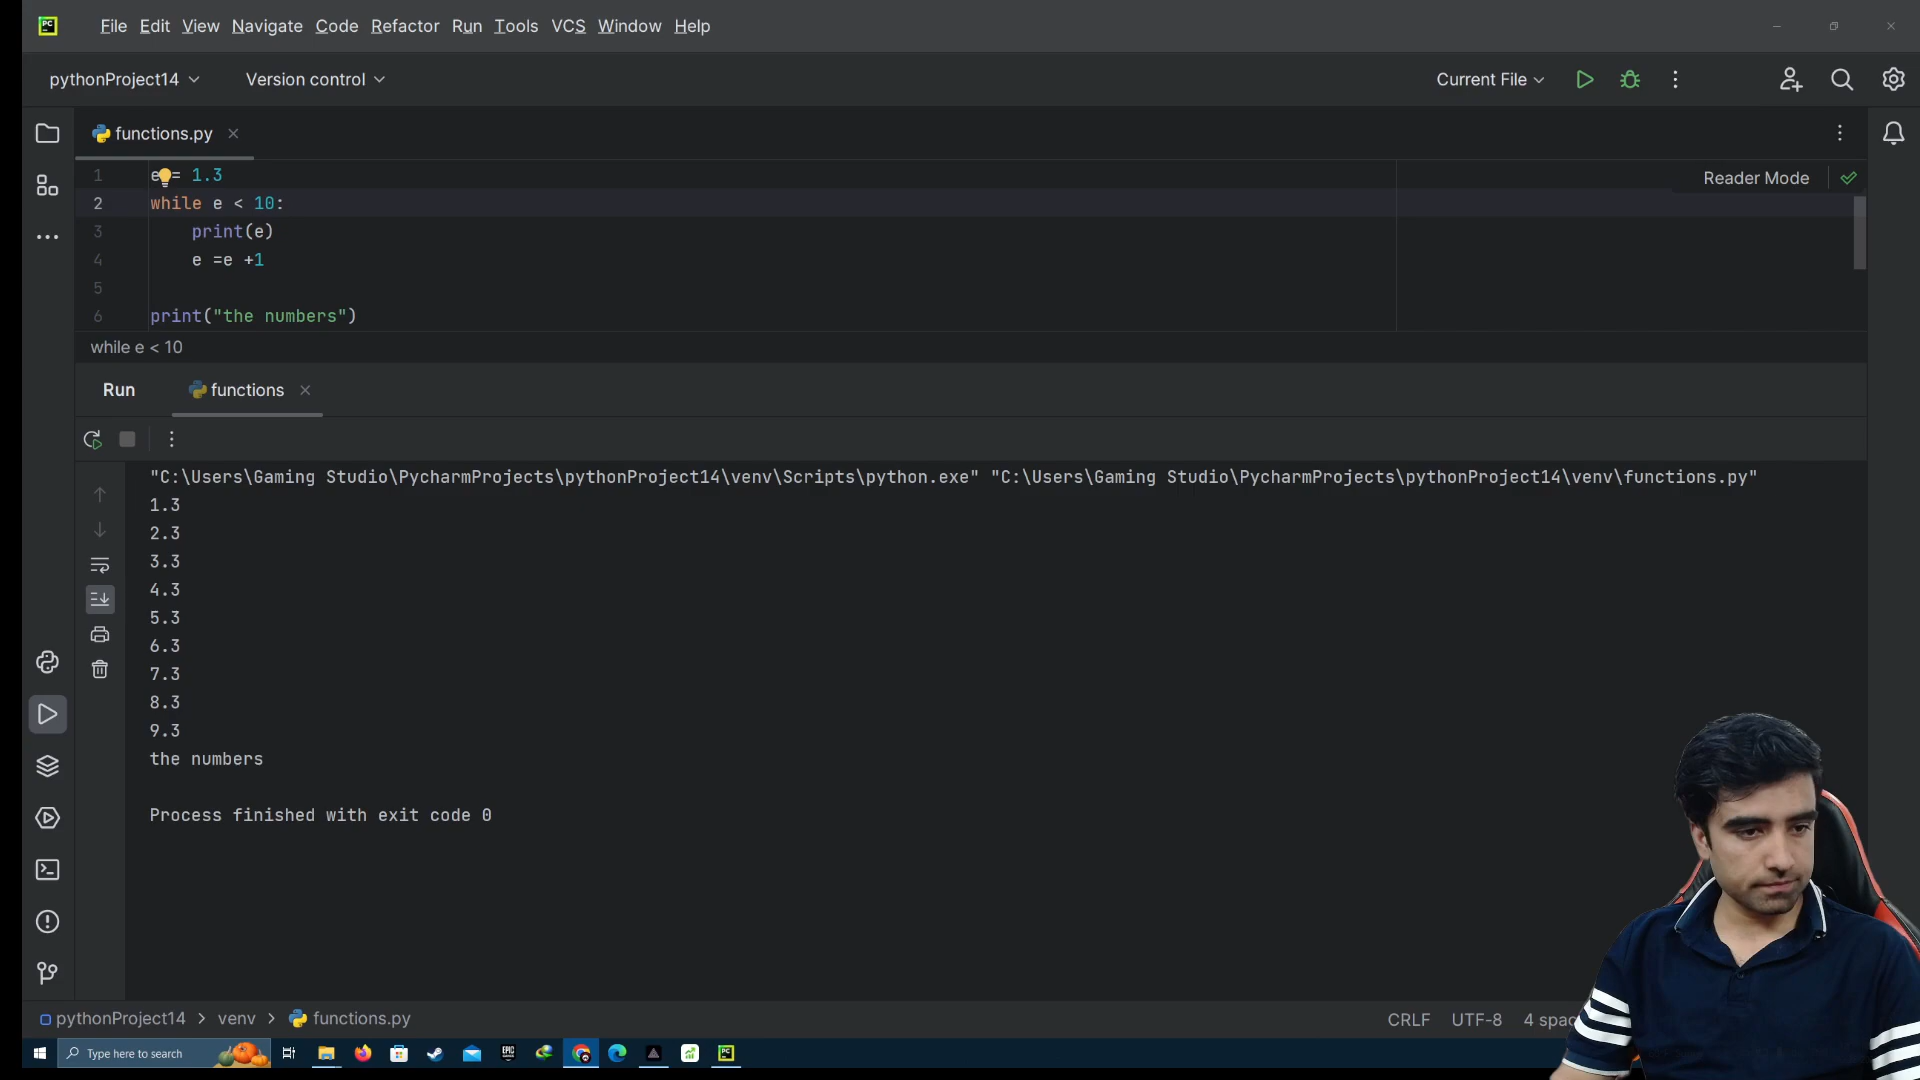 File Edit View Navigate Code Refactor Run Tools VCS Window Help
pythonProject14 Version control Current File
functions.py
1 e = 1.3
Reader Mode
2 while e < 10:
3 print(e)
4 e =e +1
5
6 print("the numbers")
while e < 10
Run functions
"C:\Users\Gaming Studio\PycharmProjects\pythonProject14\venv\Scripts\python.exe" "C:\Users\Gaming Studio\PycharmProjects\pythonProject14\venv\functions.py"
1.3
2.3
3.3
4.3
5.3
6.3
7.3
8.3
9.3
the numbers
Process finished with exit code 0
pythonProject14 > venv > functions.py CRLF UTF-8 4 spac
Type here to search